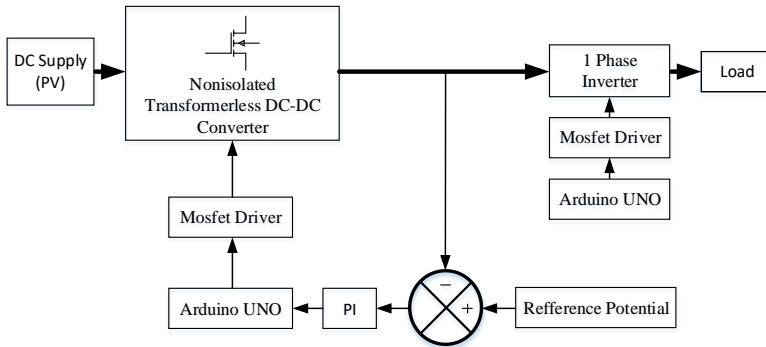 DC Supply
(PV)
Nonisolated
Transformerless DC-DC
Converter
1 Phase
Inverter
Load
Mosfet Driver
Arduino UNO
Mosfet Driver
Arduino UNO
PI
−
+
Refference Potential